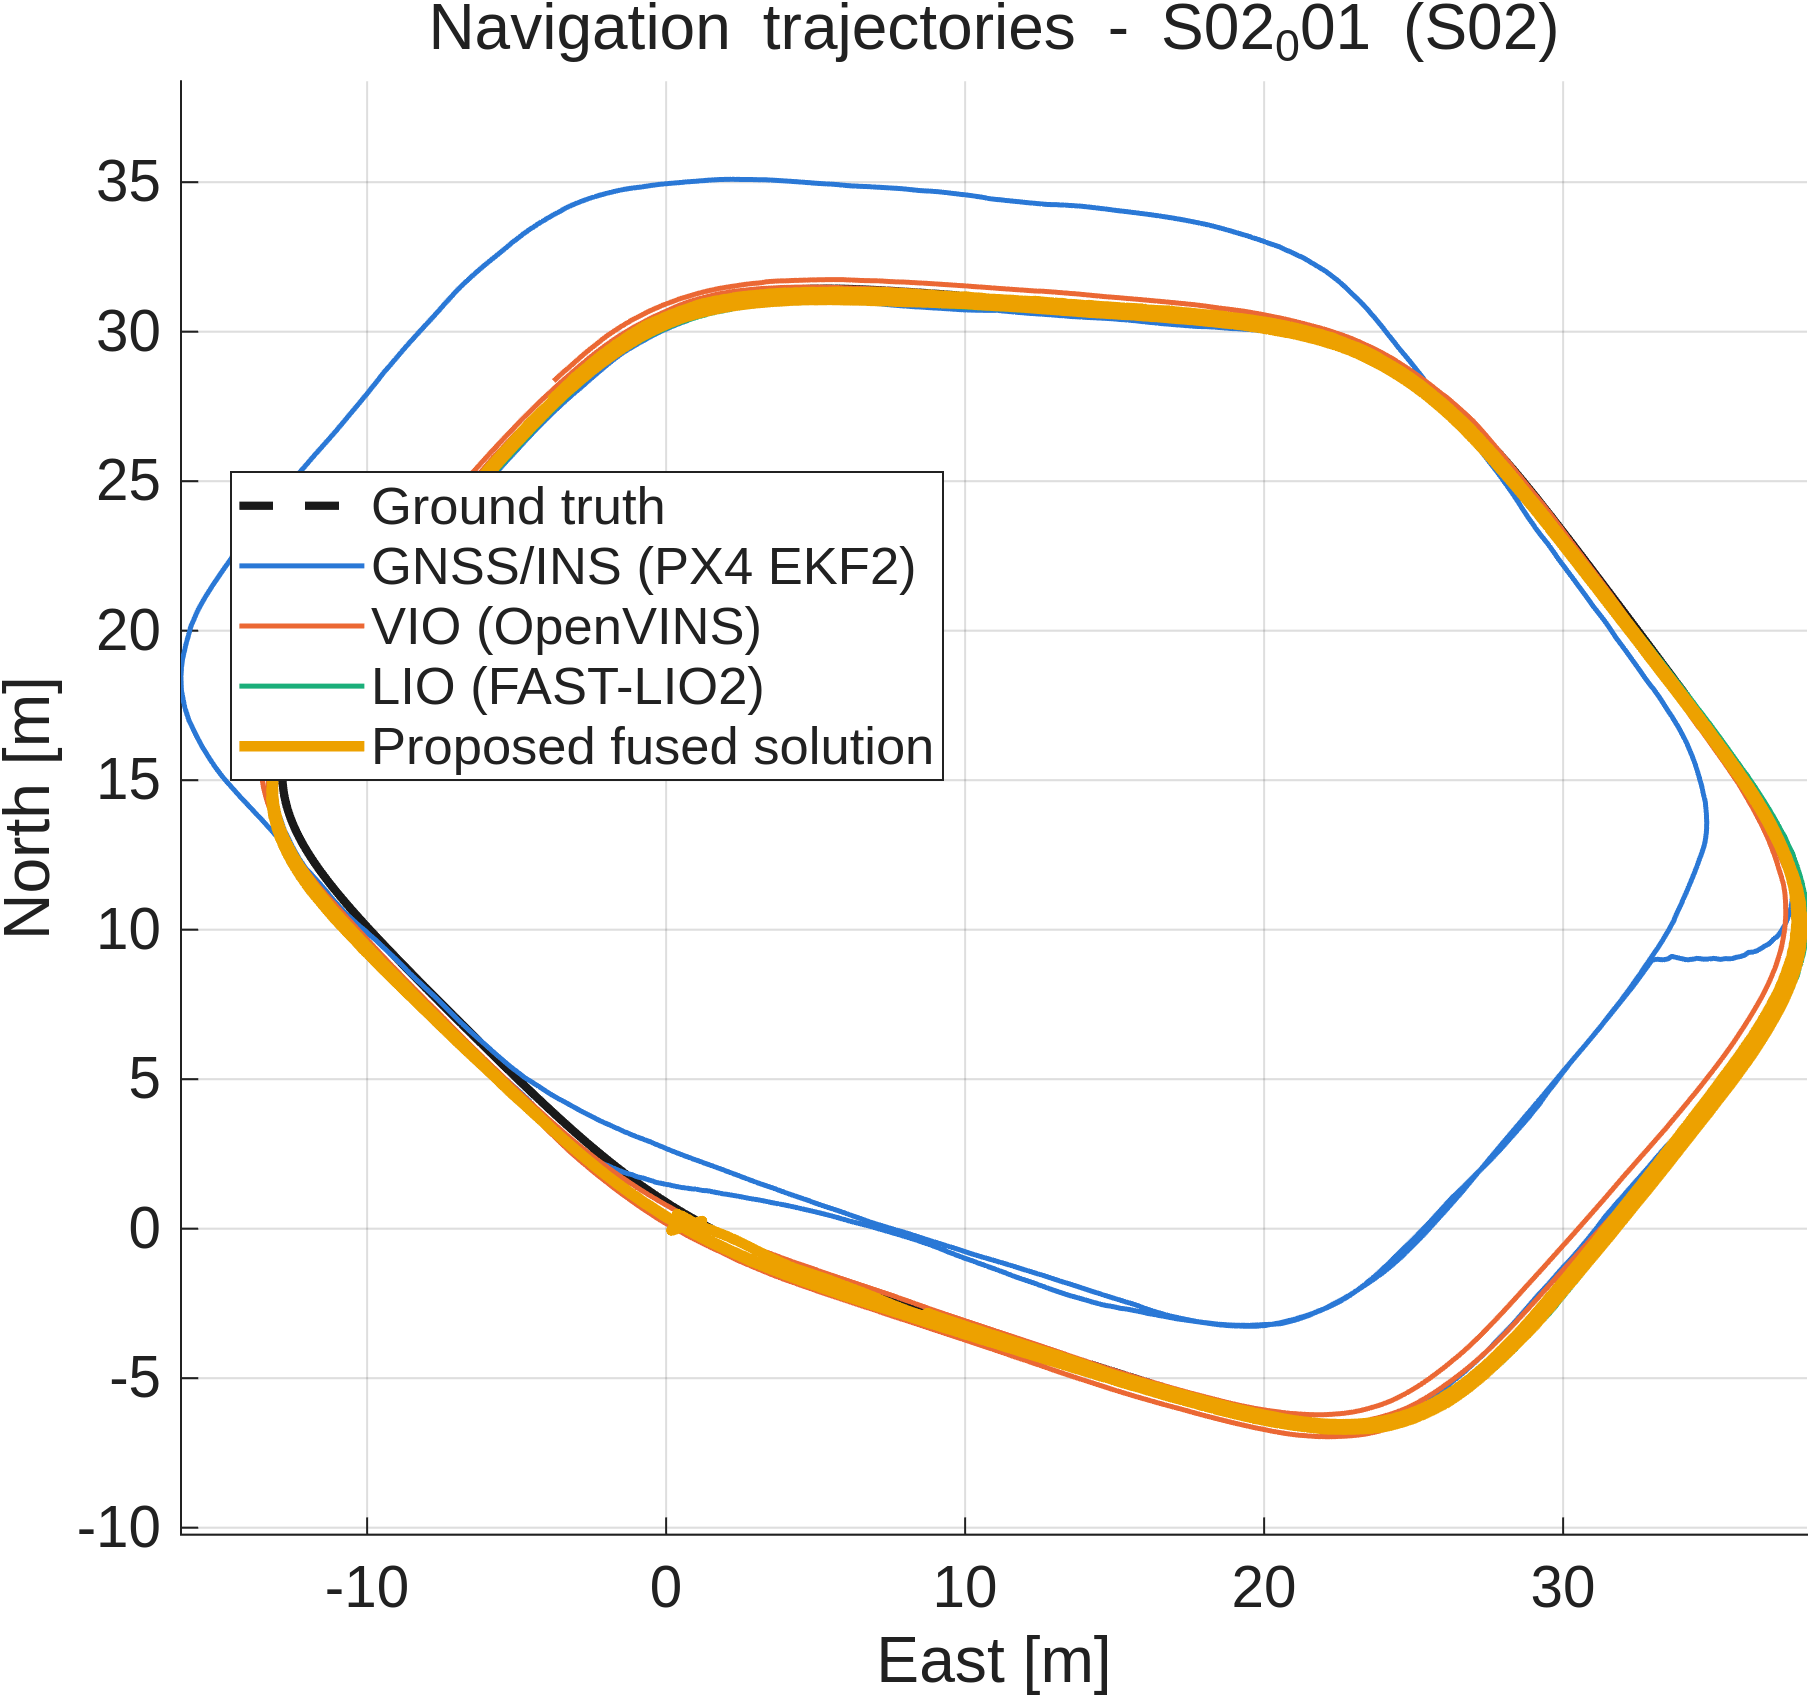 Navigation trajectories - S02₀01 (S02)
35
30
25
20
15
10
5
0
-5
-10
North [m]
Ground truth
GNSS/INS (PX4 EKF2)
VIO (OpenVINS)
LIO (FAST-LIO2)
Proposed fused solution
-10 0 10 20 30
East [m]